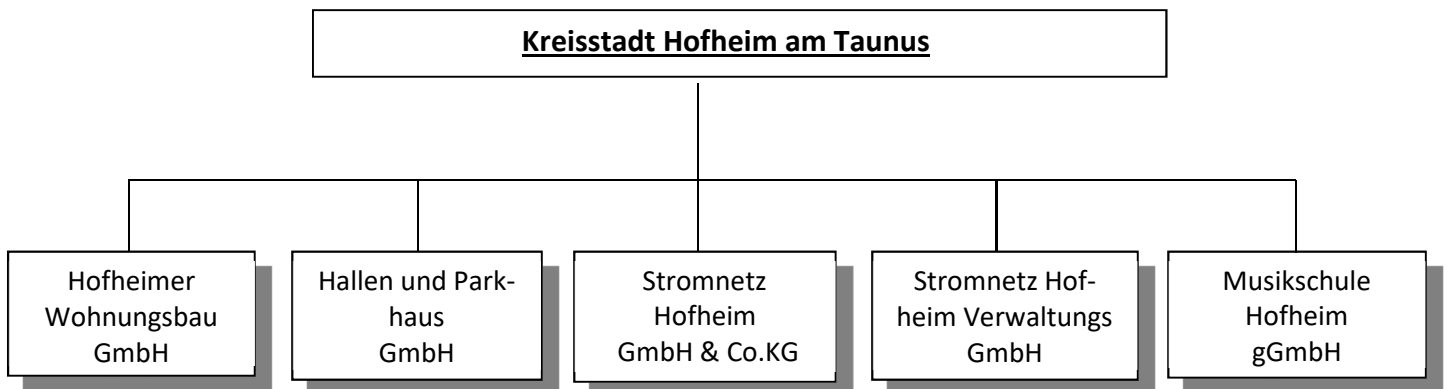 Kreisstadt Hofheim am Taunus
Hofheimer
Wohnungsbau
GmbH
Hallen und Park-
haus
GmbH
Stromnetz
Hofheim
GmbH & Co.KG
Stromnetz Hof-
heim Verwaltungs
GmbH
Musikschule
Hofheim
gGmbH